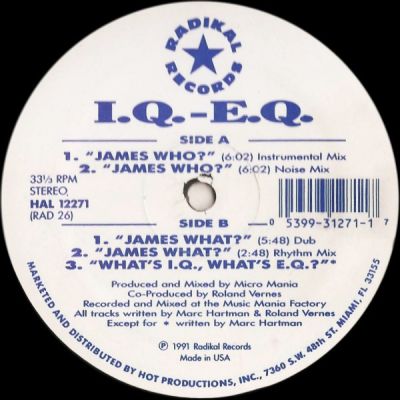 RADIKAL
RECORDS
I.Q.-E.Q.
SIDE A
1. "JAMES WHO?" (6:02) Instrumental Mix
2. "JAMES WHO?" (6:02) Noise Mix
33⅓ RPM
STEREO,
HAL 12271
(RAD 26)
SIDE B
0 5399-31271-1 7
1. "JAMES WHAT?" (5:48) Dub
2. "JAMES WHAT?" (2:48) Rhythm Mix
3. "WHAT'S I.Q., WHAT'S E.Q.?"*
Produced and Mixed by Micro Mania
Co-Produced by Roland Vernes
Recorded and Mixed at the Music Mania Factory
All tracks written by Marc Hartman & Roland Vernes
Except for * written by Marc Hartman
℗ 1991 Radikal Records
Made in USA
MARKETED AND DISTRIBUTED BY HOT PRODUCTIONS, INC., 7360 S.W. 48th ST. MIAMI, FL 33155